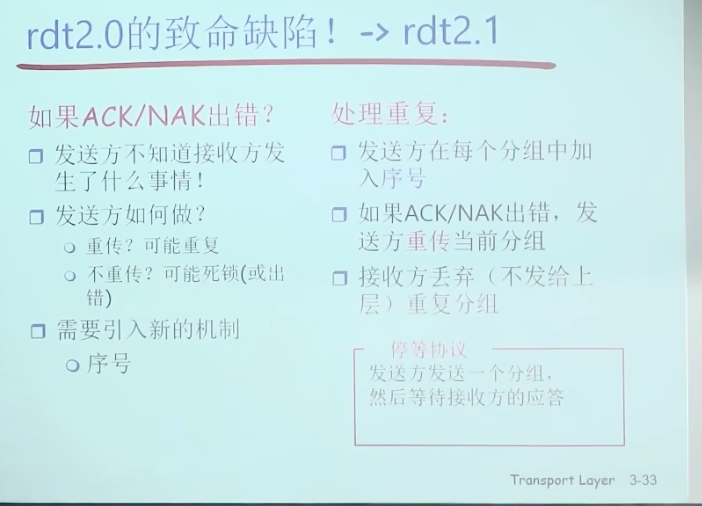 rdt2.0的致命缺陷！-> rdt2.1
如果ACK/NAK出错？
发送方不知道接收方发
生了什么事情！
发送方如何做？
重传？可能重复
不重传？可能死锁(或出
错)
需要引入新的机制
序号
处理重复：
发送方在每个分组中加
入序号
如果ACK/NAK出错，发
送方重传当前分组
接收方丢弃（不发给上
层）重复分组
停等协议
发送方发送一个分组，
然后等待接收方的应答
Transport Layer 3-33